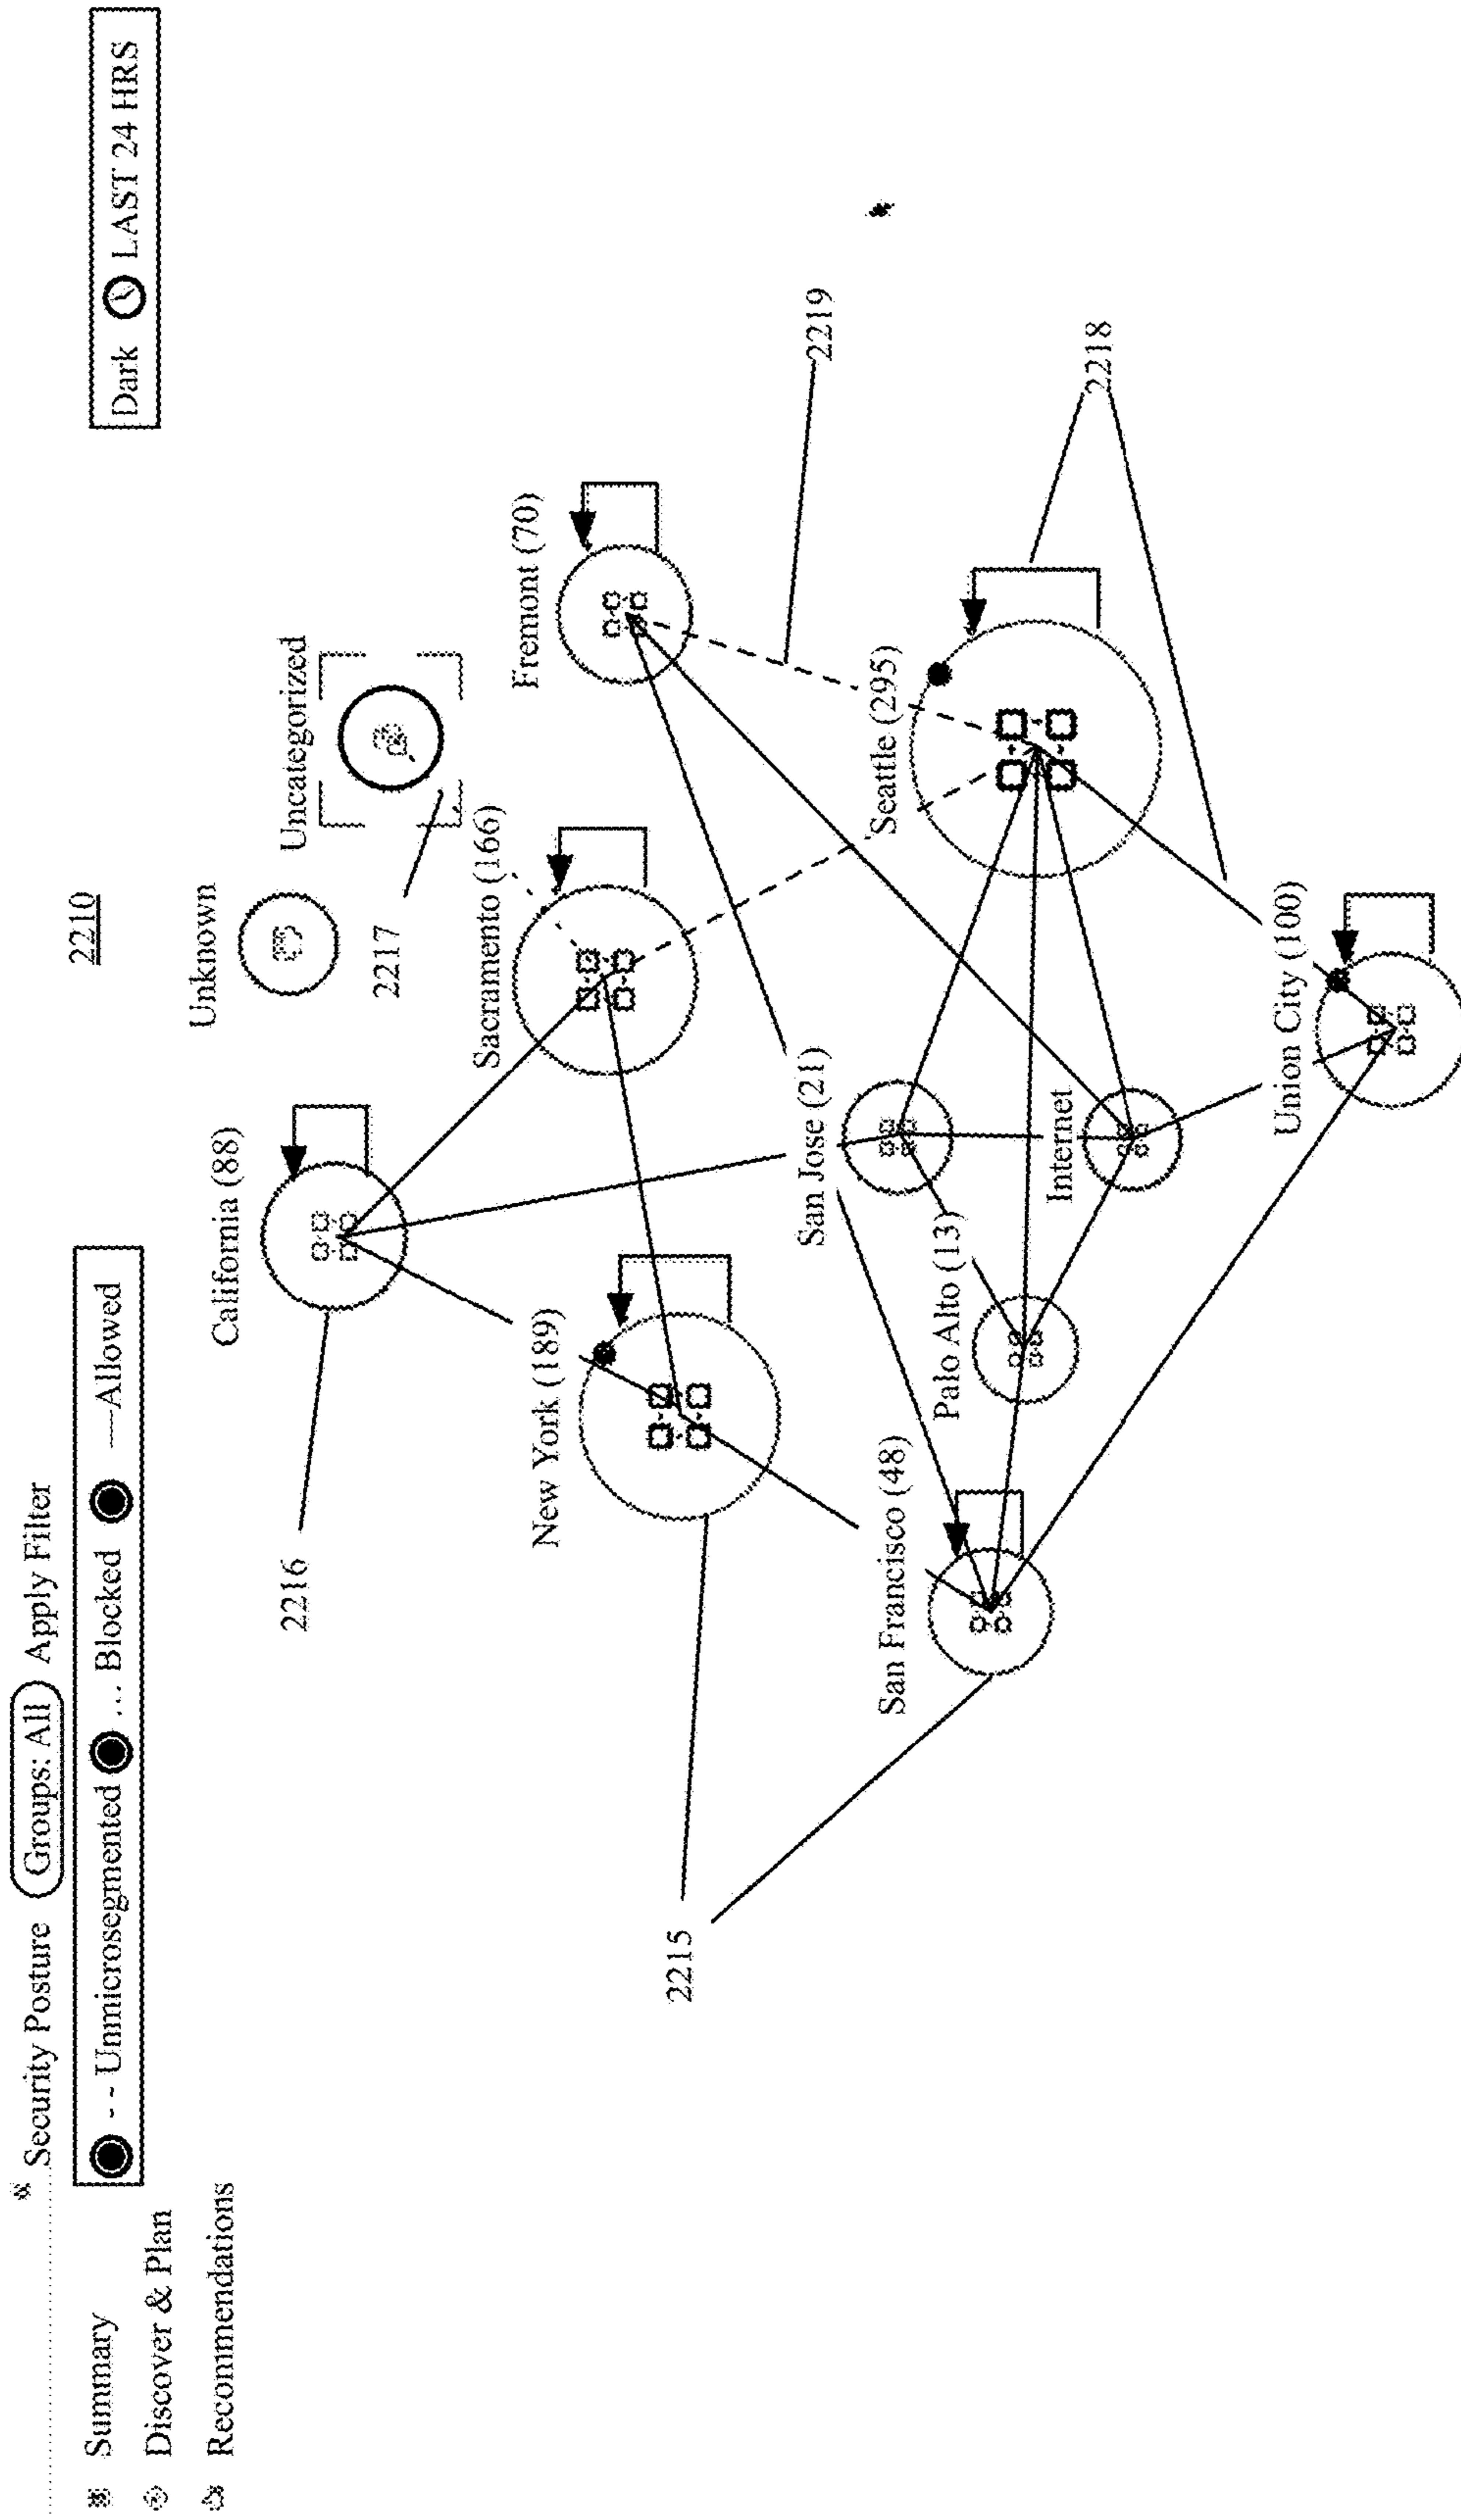 Security Posture Groups: All Apply Filter
2210
- - Unmicrosegmented ... Blocked —Allowed
Dark LAST 24 HRS
Summary
Discover & Plan
Recommendations
Unknown
California (88)
Uncategorized
2216
2217
Sacramento (166)
Fremont (70)
New York (189)
2215
2219
San Jose (21)
Seattle (295)
San Francisco (48)
Palo Alto (13)
Internet
2218
Union City (100)